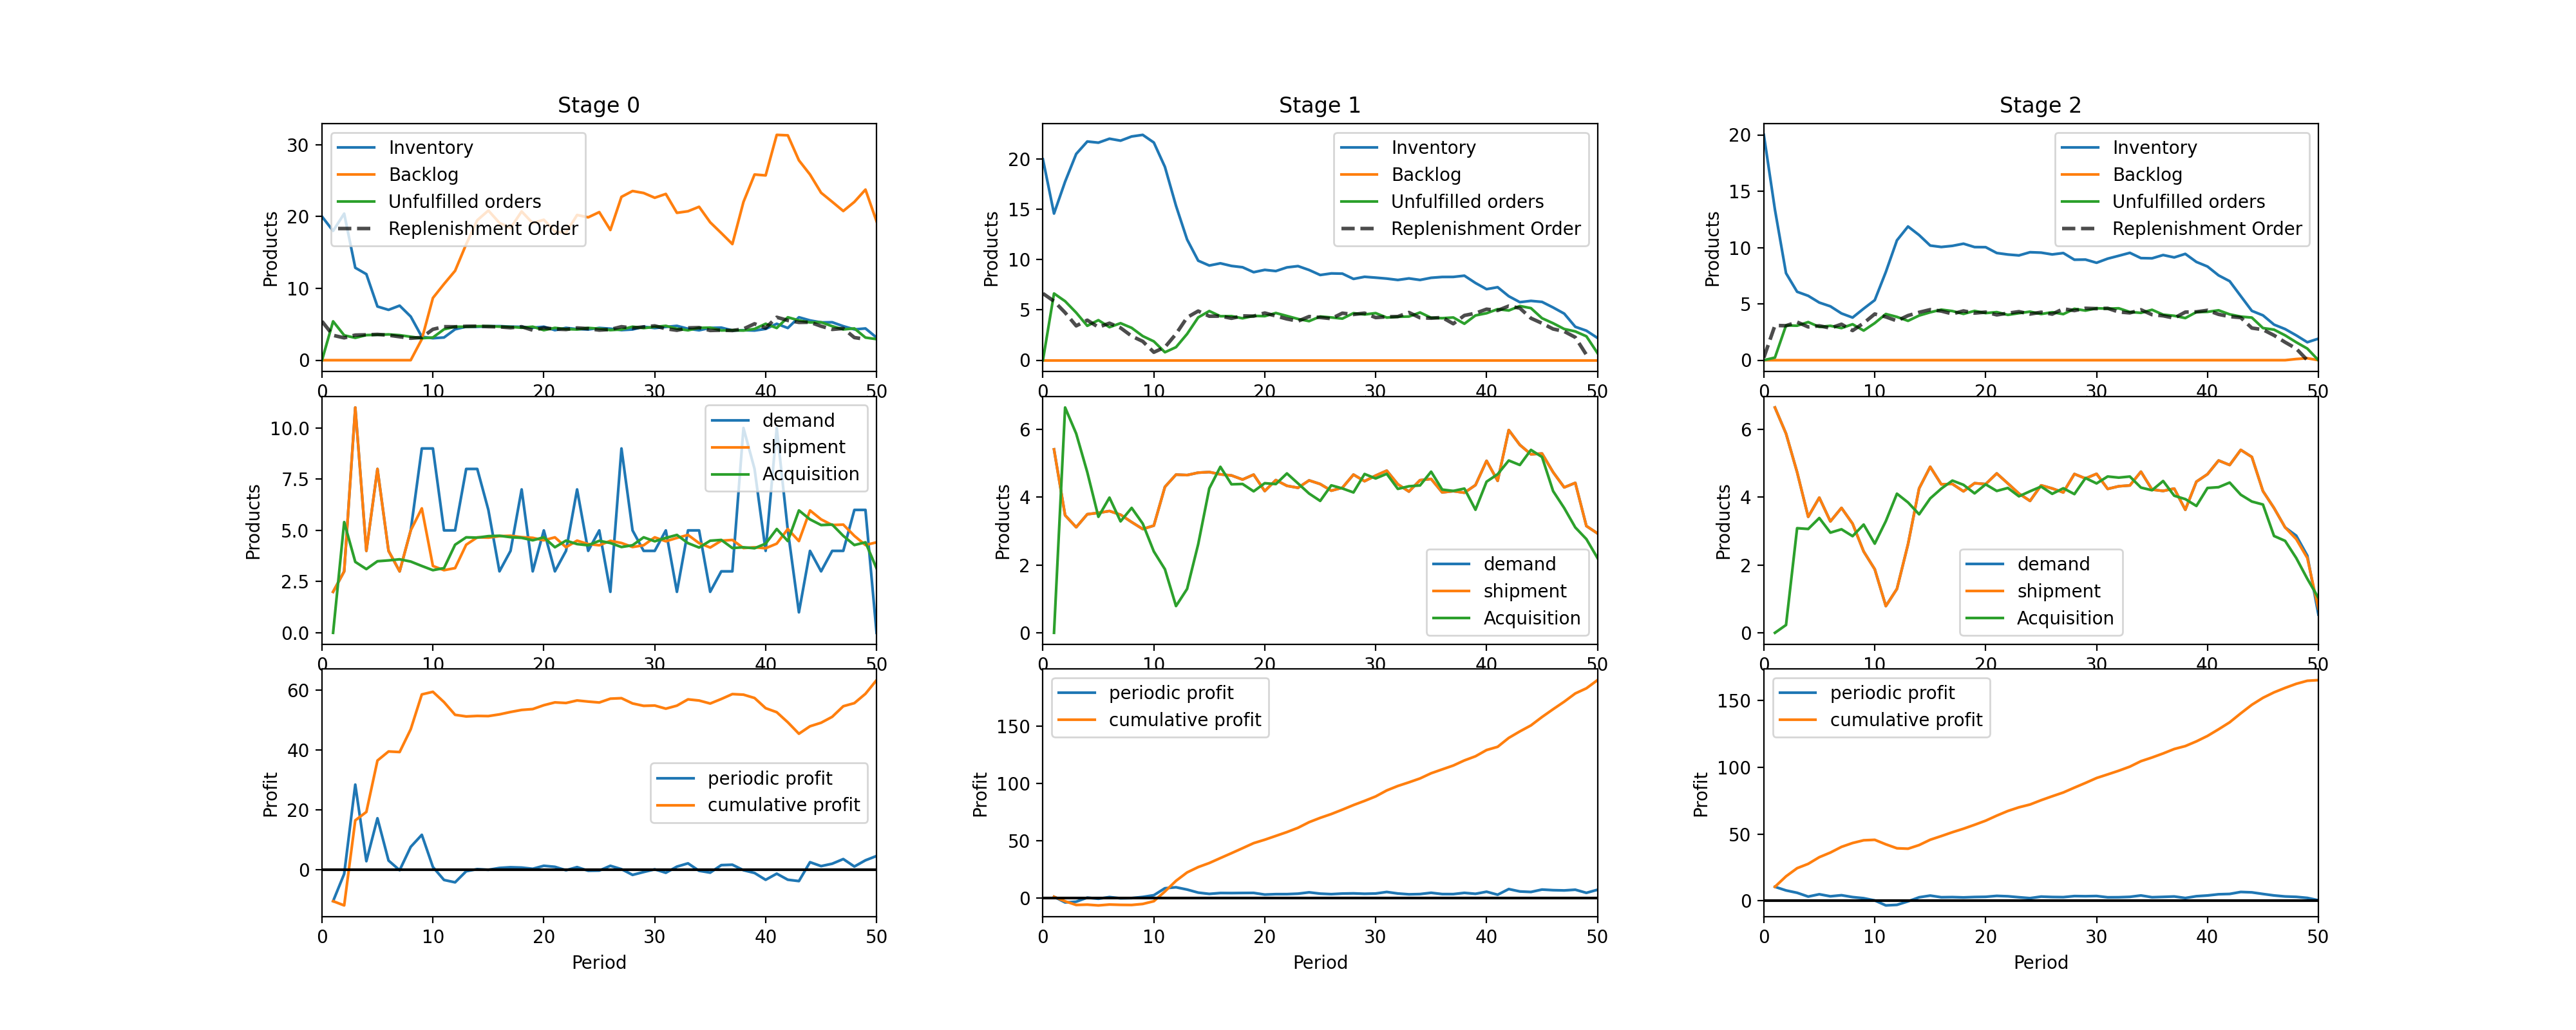 Stage 0
Stage 1
Stage 2
30
20
10
0
Products
Inventory
Backlog
Unfulfilled orders
Replenishment Order
0 10 20 30 40 50
20
15
10
5
0
Products
Inventory
Backlog
Unfulfilled orders
Replenishment Order
0 10 20 30 40 50
20
15
10
5
0
Products
Inventory
Backlog
Unfulfilled orders
Replenishment Order
0 10 20 30 40 50
10.0
7.5
5.0
2.5
0.0
Products
demand
shipment
Acquisition
0 10 20 30 40 50
6
4
2
0
Products
demand
shipment
Acquisition
0 10 20 30 40 50
6
4
2
0
Products
demand
shipment
Acquisition
0 10 20 30 40 50
60
40
20
0
Profit
periodic profit
cumulative profit
0 10 20 30 40 50
Period
150
100
50
0
Profit
periodic profit
cumulative profit
0 10 20 30 40 50
Period
150
100
50
0
Profit
periodic profit
cumulative profit
0 10 20 30 40 50
Period